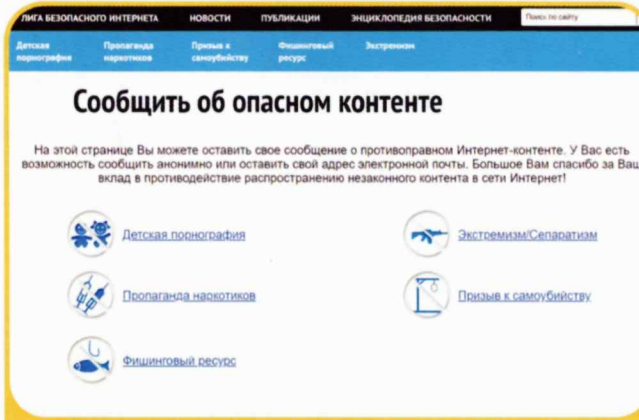 ЛИГА БЕЗОПАСНОГО ИНТЕРНЕТА НОВОСТИ ПУБЛИКАЦИИ ЭНЦИКЛОПЕДИЯ БЕЗОПАСНОСТИ Поиск по сайту
Детская порнография
Пропаганда наркотиков
Призыв к самоубийству
Фишинговый ресурс
Экстремизм
Сообщить об опасном контенте
На этой странице Вы можете оставить свое сообщение о противоправном Интернет-контенте. У Вас есть
возможность сообщить анонимно или оставить свой адрес электронной почты. Большое Вам спасибо за Ваш
вклад в противодействие распространению незаконного контента в сети Интернет!
Детская порнография
Экстремизм/Сепаратизм
Пропаганда наркотиков
Призыв к самоубийству
Фишинговый ресурс